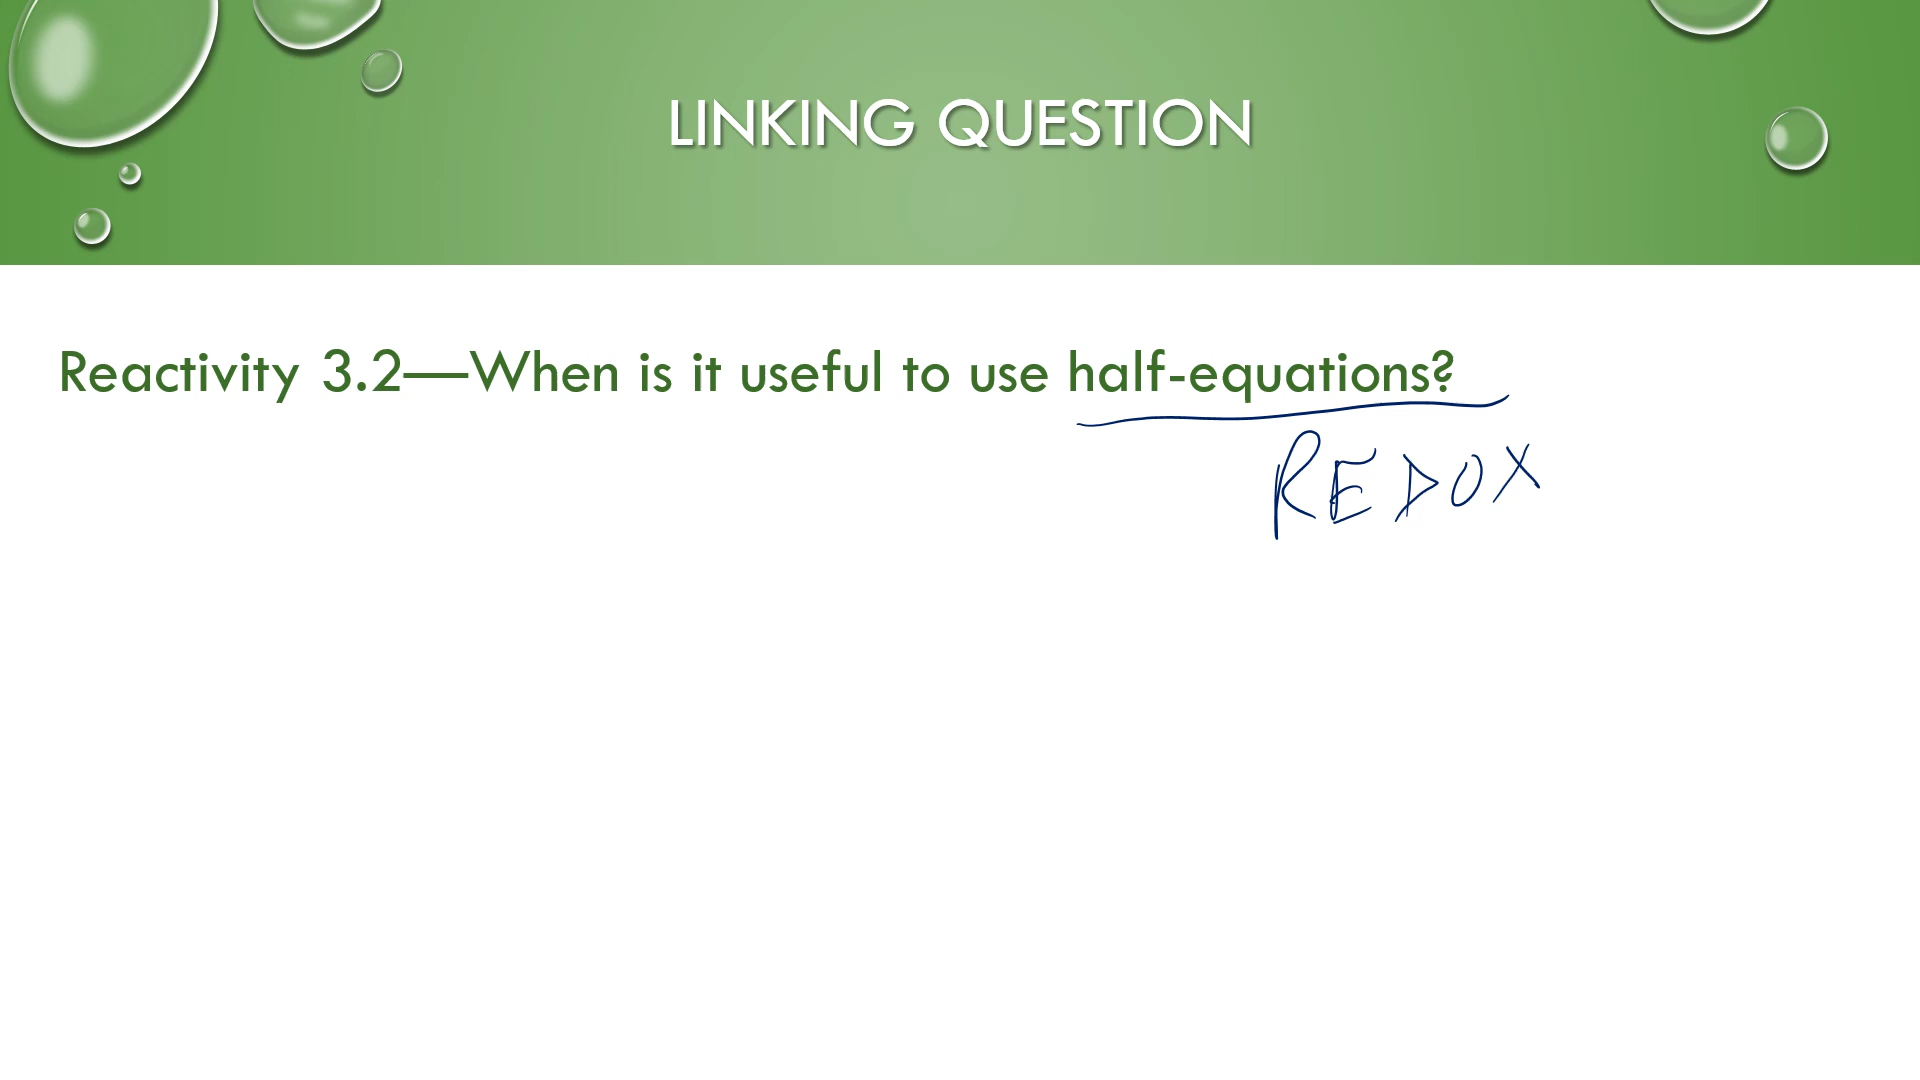 LINKING QUESTION
Reactivity 3.2—When is it useful to use half-equations?
REDOX